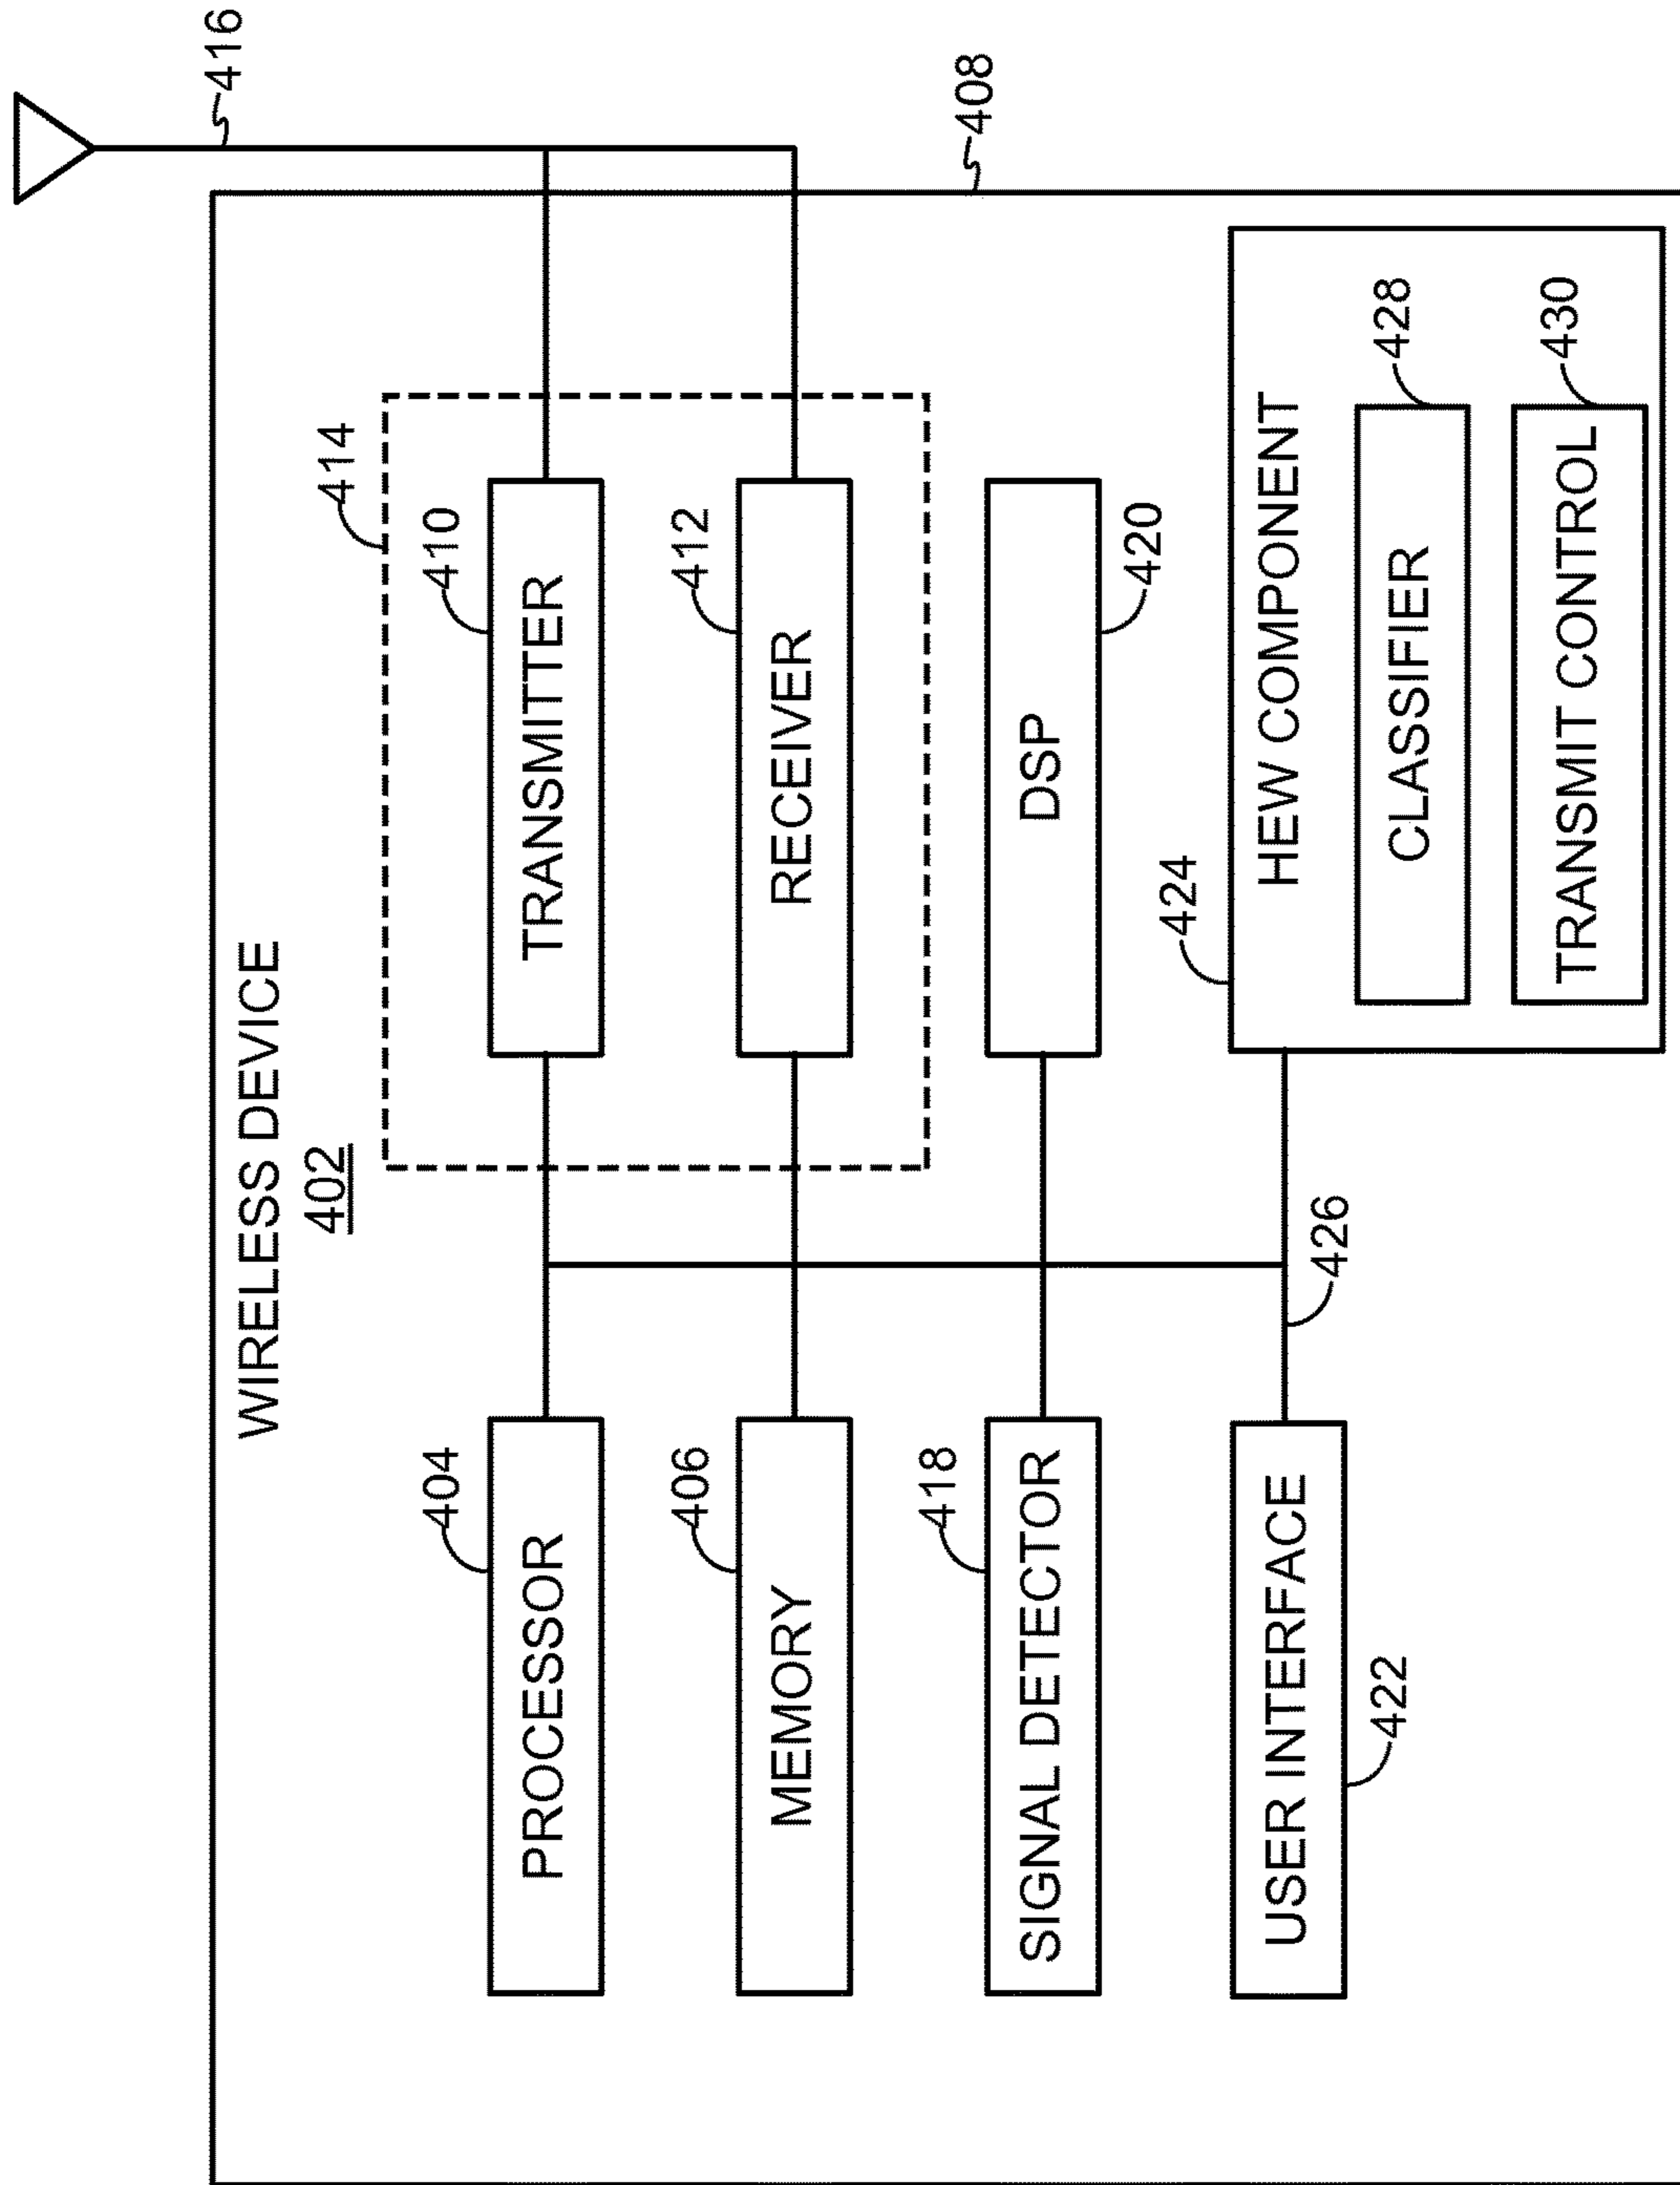 WIRELESS DEVICE
402
416
408
414
404
PROCESSOR
410
TRANSMITTER
406
MEMORY
412
RECEIVER
418
SIGNAL DETECTOR
DSP
420
424
USER INTERFACE
422
426
HEW COMPONENT
CLASSIFIER
428
TRANSMIT CONTROL
430